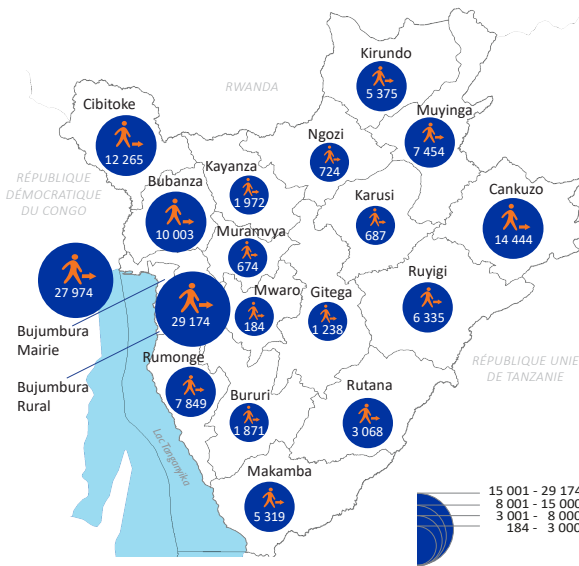 Kirundo
5 375
RWANDA
Cibitoke
12 265
Muyinga
7 454
Ngozi
724
Kayanza
1 972
RÉPUBLIQUE
DÉMOCRATIQUE
DU CONGO
Bubanza
10 003
Karusi
687
Cankuzo
14 444
Muramvya
674
27 974
Bujumbura
Mairie
29 174
Mwaro
184
Gitega
1 238
Ruyigi
6 335
Bujumbura
Rural
Rumonge
7 849
RÉPUBLIQUE UNIE
DE TANZANIE
Bururi
1 871
Rutana
3 068
Lac Tanganyika
Makamba
5 319
15 001 - 29 174
8 001 - 15 000
3 001 - 8 000
184 - 3 000